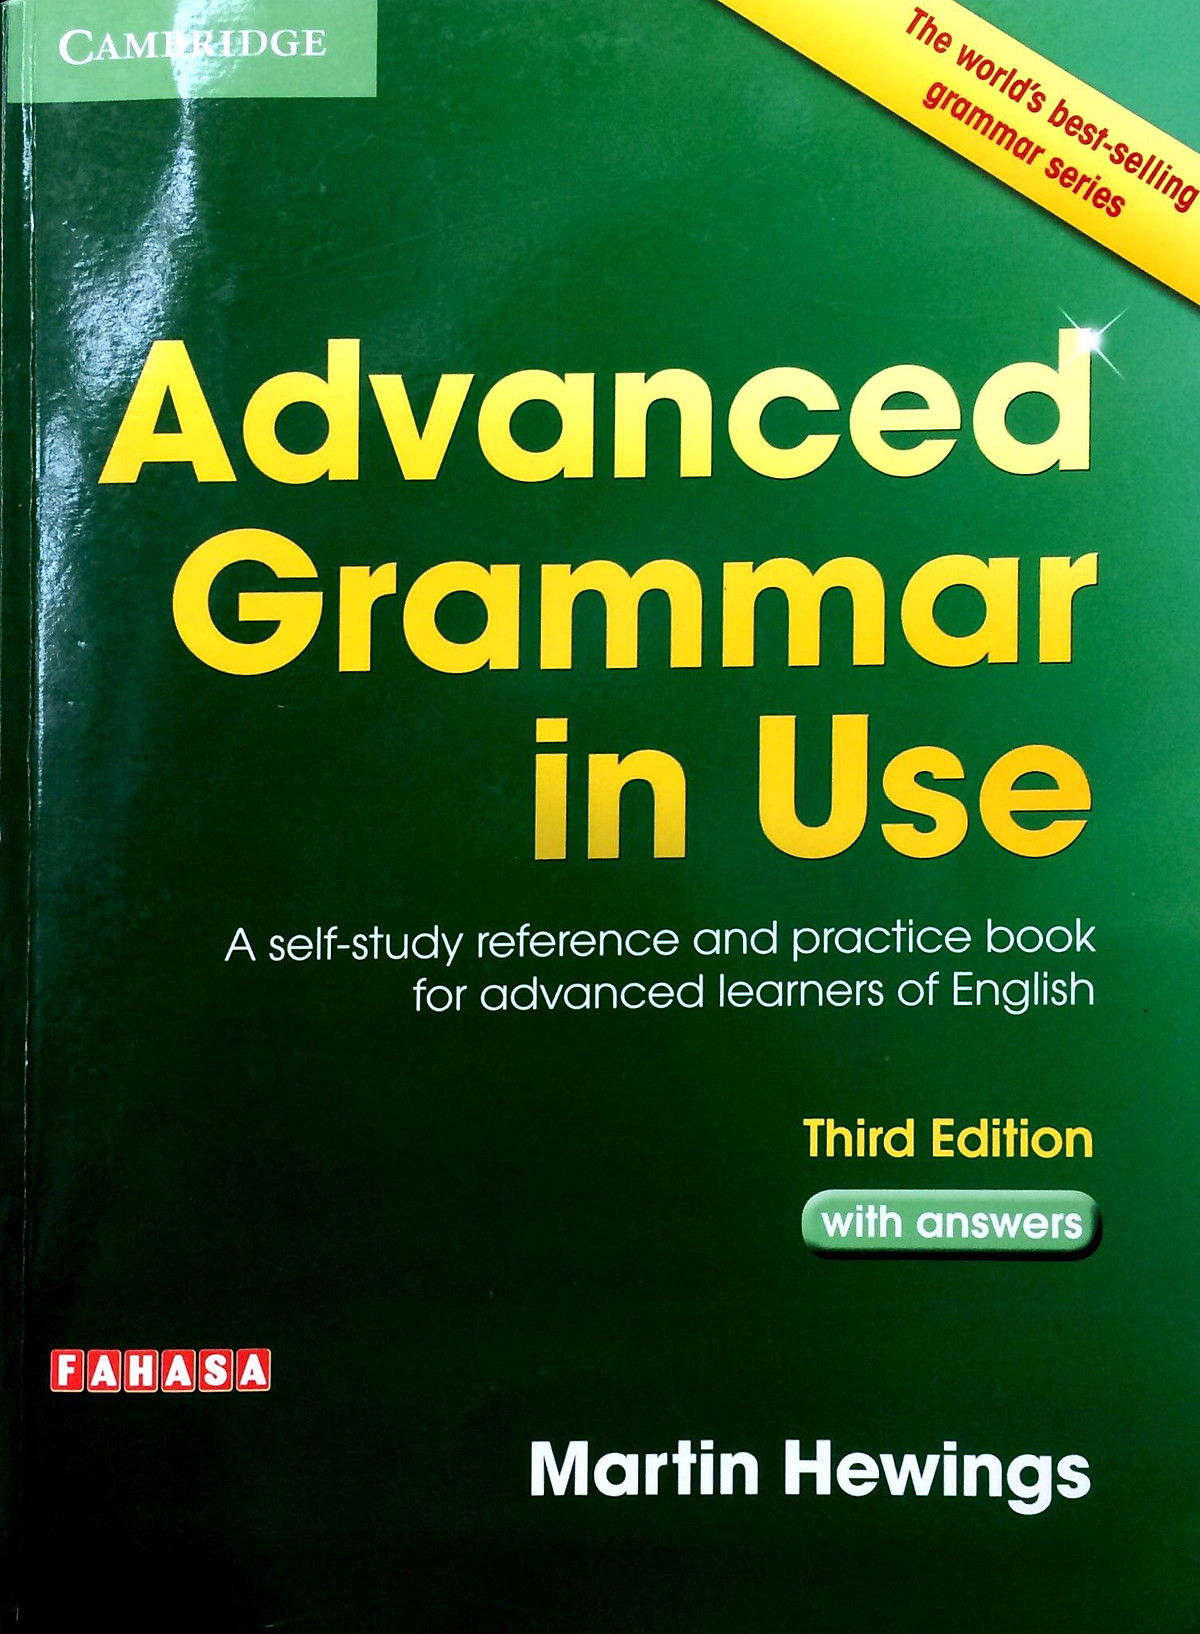 CAMBRIDGE
The world's best-selling
grammar series
Advanced
Grammar
in Use
A self-study reference and practice book
for advanced learners of English
Third Edition
with answers
FAHASA
Martin Hewings